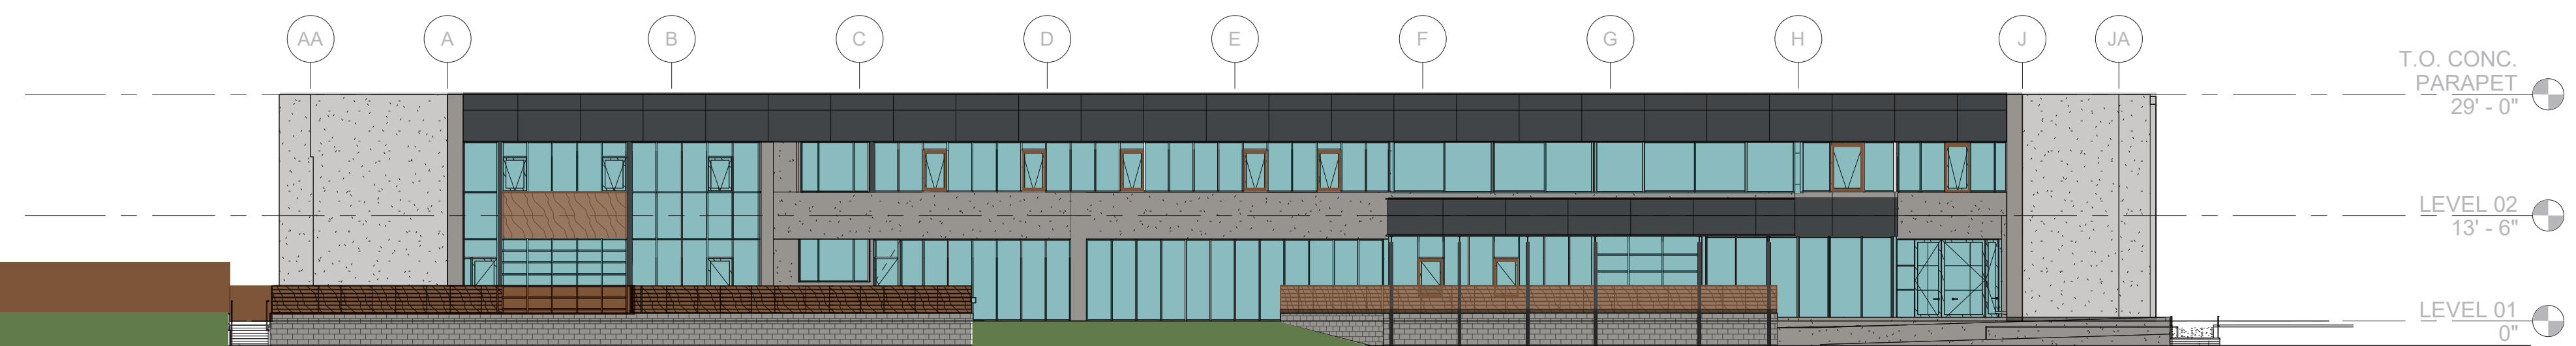 AA A B C D E F G H J JA
T.O. CONC.
PARAPET
29' - 0"
LEVEL 02
13' - 6"
LEVEL 01
0"